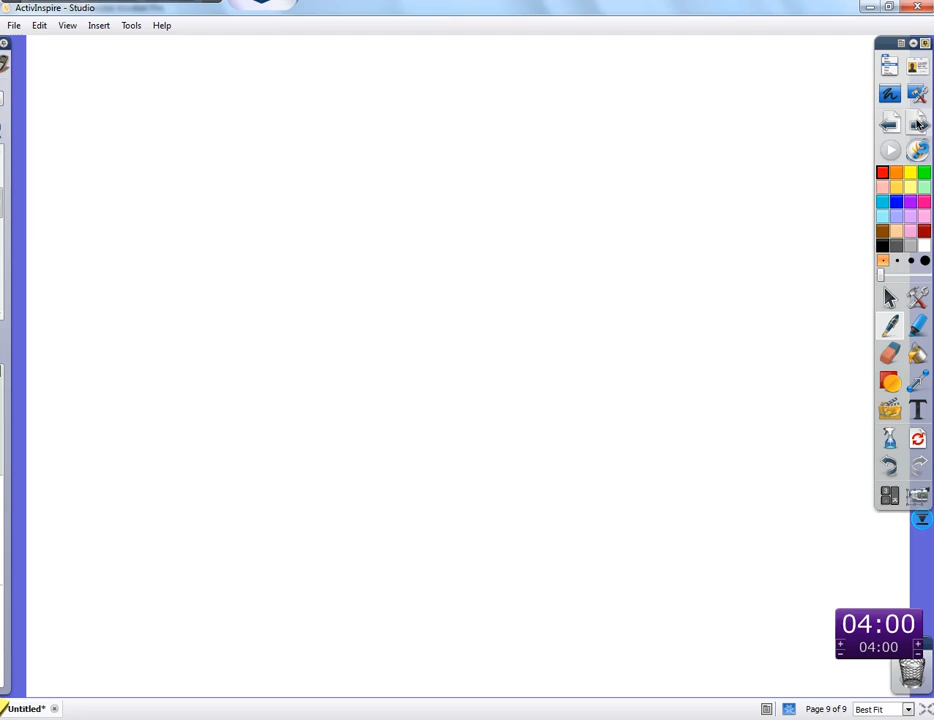 ActivInspire - Studio
File Edit View Insert Tools Help
T
04:00
04:00
Untitled*
Page 9 of 9
Best Fit